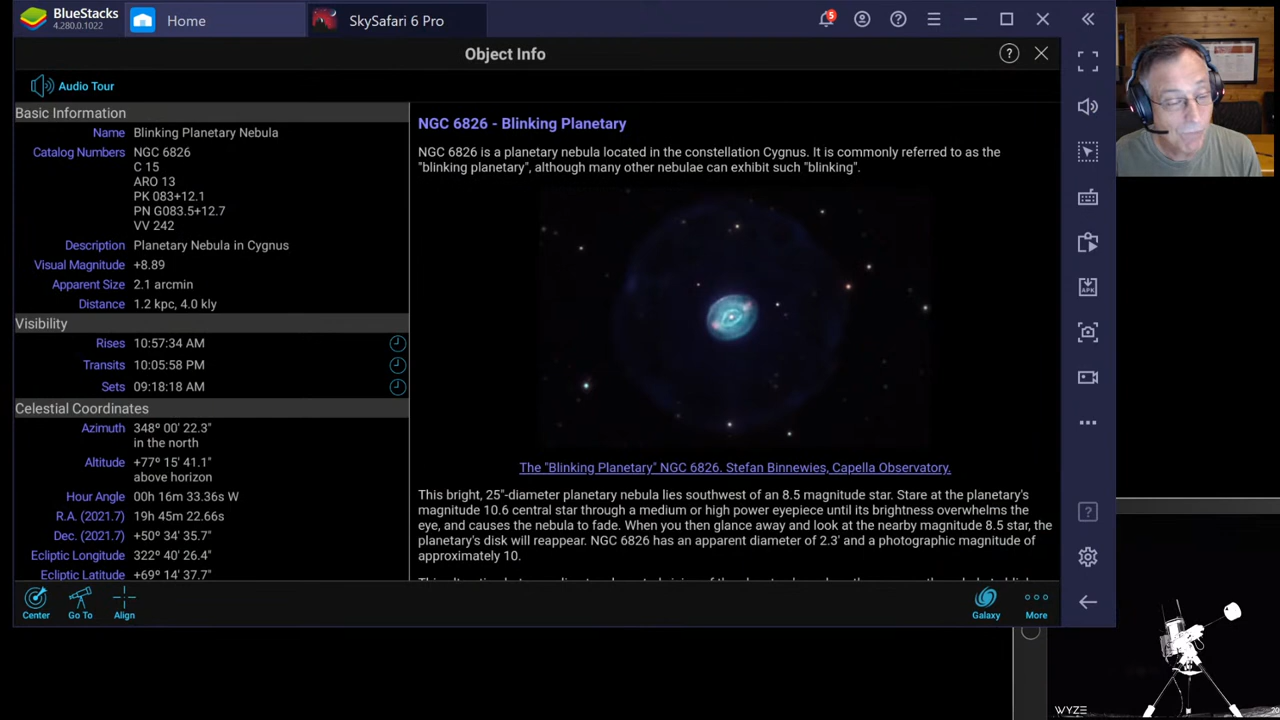 BlueStacks
4.280.0.1022
Home
SkySafari 6 Pro
5
Object Info
Audio Tour
Basic Information
Name Blinking Planetary Nebula
Catalog Numbers NGC 6826
C 15
ARO 13
PK 083+12.1
PN G083.5+12.7
VV 242
Description Planetary Nebula in Cygnus
Visual Magnitude +8.89
Apparent Size 2.1 arcmin
Distance 1.2 kpc, 4.0 kly
Visibility
Rises 10:57:34 AM
Transits 10:05:58 PM
Sets 09:18:18 AM
Celestial Coordinates
Azimuth 348º 00' 22.3"
in the north
Altitude +77º 15' 41.1"
above horizon
Hour Angle 00h 16m 33.36s W
R.A. (2021.7) 19h 45m 22.66s
Dec. (2021.7) +50º 34' 35.7"
Ecliptic Longitude 322º 40' 26.4"
Ecliptic Latitude +69º 14' 37.7"
NGC 6826 - Blinking Planetary
NGC 6826 is a planetary nebula located in the constellation Cygnus. It is commonly referred to as the
"blinking planetary", although many other nebulae can exhibit such "blinking".
The "Blinking Planetary" NGC 6826. Stefan Binnewies, Capella Observatory.
This bright, 25"-diameter planetary nebula lies southwest of an 8.5 magnitude star. Stare at the planetary's
magnitude 10.6 central star through a medium or high power eyepiece until its brightness overwhelms the
eye, and causes the nebula to fade. When you then glance away and look at the nearby magnitude 8.5 star, the
planetary's disk will reappear. NGC 6826 has an apparent diameter of 2.3' and a photographic magnitude of
approximately 10.
Center
Go To
Align
Galaxy
More
APK
WYZE
20